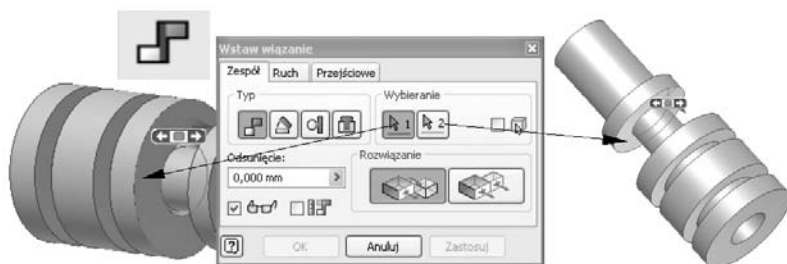 Wstaw wiązanie
Zespół Ruch Przejściowe
Typ
Wybieranie
1 2
Odsunięcie:
0,000 mm
Rozwiązanie
OK Anuluj Zastosuj